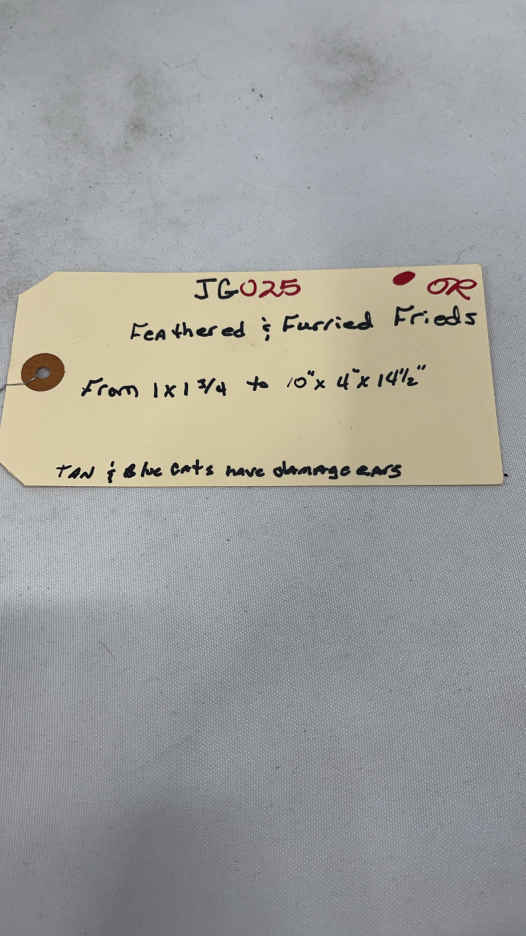 JG025 OR
Feathered & Furried Frieds
From 1x1 3/4 to 10"x 4"x 14½"
TAN & Blue CAts have damage eArs